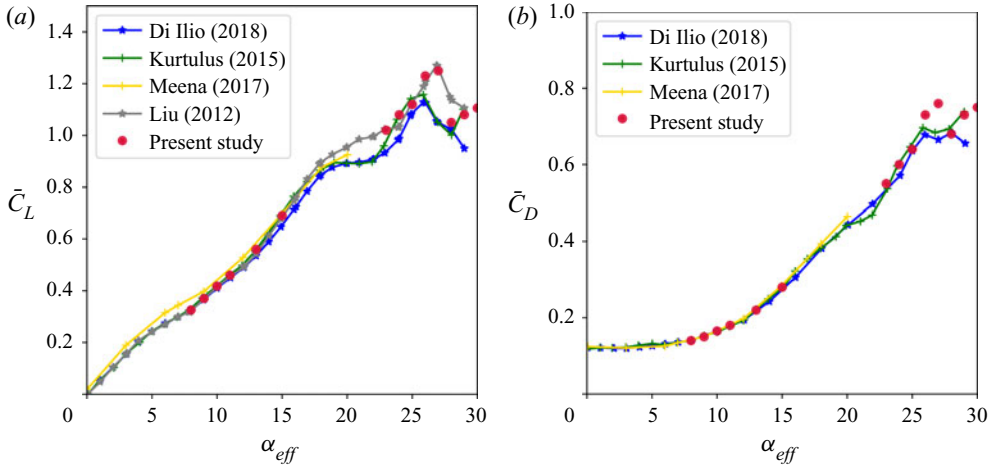 (a)
1.4
1.2
1.0
0.8
0.6
0.4
0.2
0
5
10
15
20
25
30
C̄_L
α_eff
Di Ilio (2018)
Kurtulus (2015)
Meena (2017)
Liu (2012)
Present study
(b)
1.0
0.8
0.6
0.4
0.2
0
5
10
15
20
25
30
C̄_D
α_eff
Di Ilio (2018)
Kurtulus (2015)
Meena (2017)
Present study